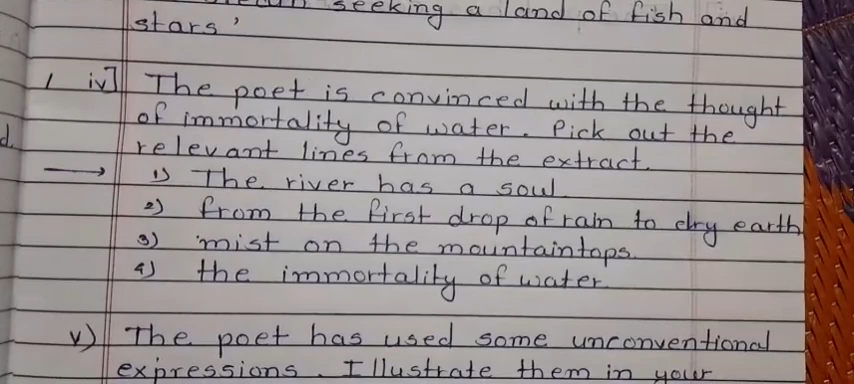 seeking a land of fish and
stars'
iv] The poet is convinced with the thought
of immortality of water. Pick out the
relevant lines from the extract.
→ 1) The river has a soul
2) from the first drop of rain to dry earth
3) mist on the mountaintops.
4) the immortality of water
v) The poet has used some unconventional
expressions. Illustrate them in your